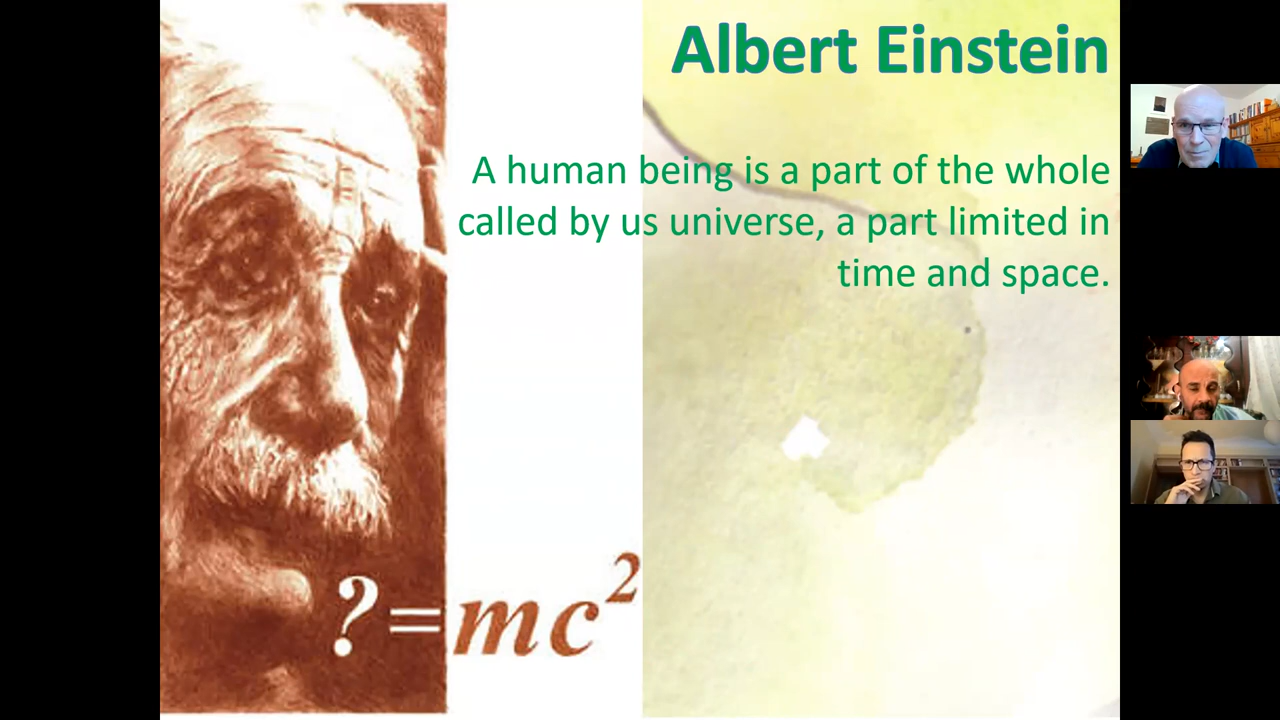 Albert Einstein
A human being is a part of the whole
called by us universe, a part limited in
time and space.
?=mc²